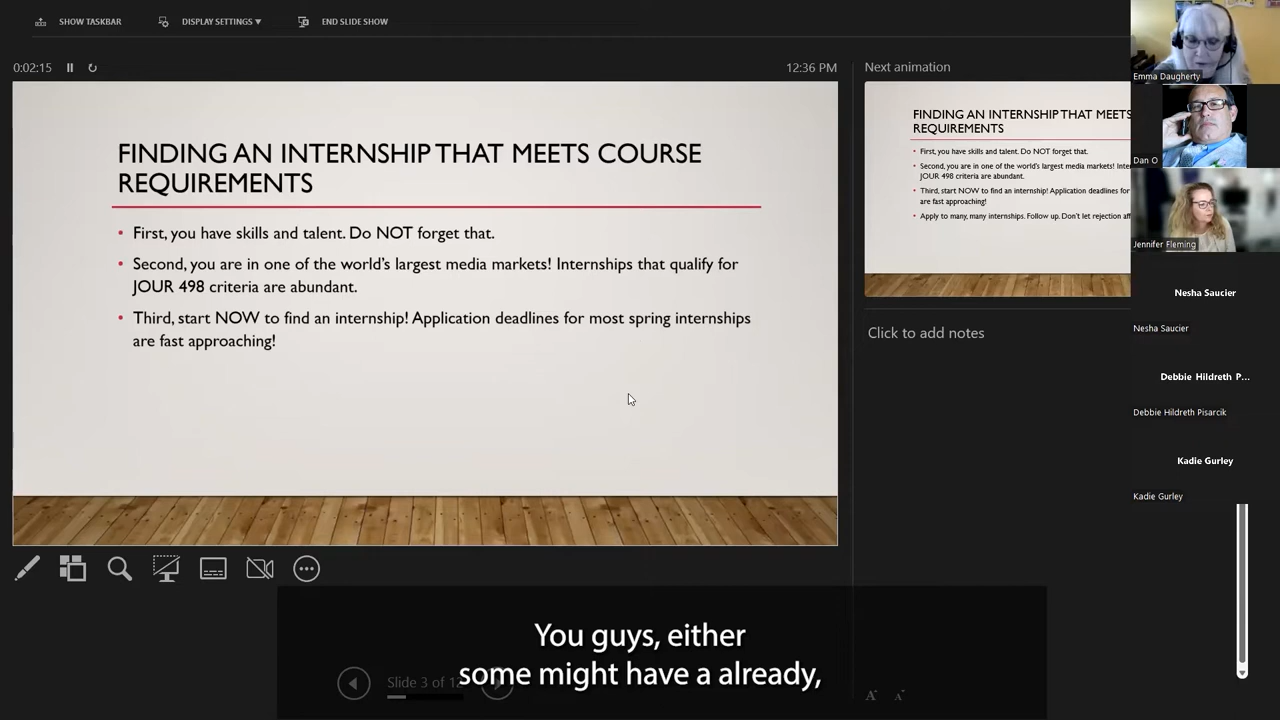 SHOW TASKBAR
DISPLAY SETTINGS ▾
END SLIDE SHOW
0:02:15
12:36 PM
FINDING AN INTERNSHIP THAT MEETS COURSE
REQUIREMENTS
• First, you have skills and talent. Do NOT forget that.
• Second, you are in one of the world's largest media markets! Internships that qualify for
JOUR 498 criteria are abundant.
• Third, start NOW to find an internship! Application deadlines for most spring internships
are fast approaching!
Slide 3 of 12
Next animation
FINDING AN INTERNSHIP THAT MEETS
REQUIREMENTS
• First, you have skills and talent. Do NOT forget that.
• Second, you are in one of the world's largest media markets!
JOUR 498 criteria are abundant.
• Third, start NOW to find an internship! Application deadlines for
are fast approaching!
• Apply to many, many internships. Follow up. Don't let rejection
Click to add notes
A
A
Emma Daugherty
Dan O
Jennifer Fleming
Nesha Saucier
Nesha Saucier
Debbie Hildreth P...
Debbie Hildreth Pisarcik
Kadie Gurley
Kadie Gurley
You guys, either
some might have a already,